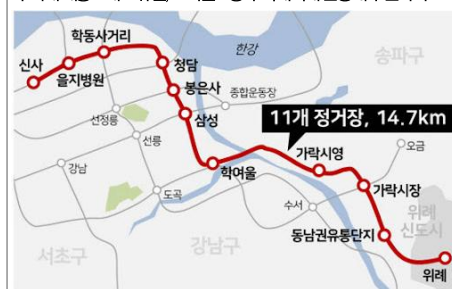 학동사거리
한강
송파구
신사
을지병원
청담
봉은사
종합운동장
선정릉
삼성
11개 정거장, 14.7km
선릉
가락시영
오금
강남
학여울
도곡
가락시장
수서
위례
신도시
동남권유통단지
서초구
강남구
위례